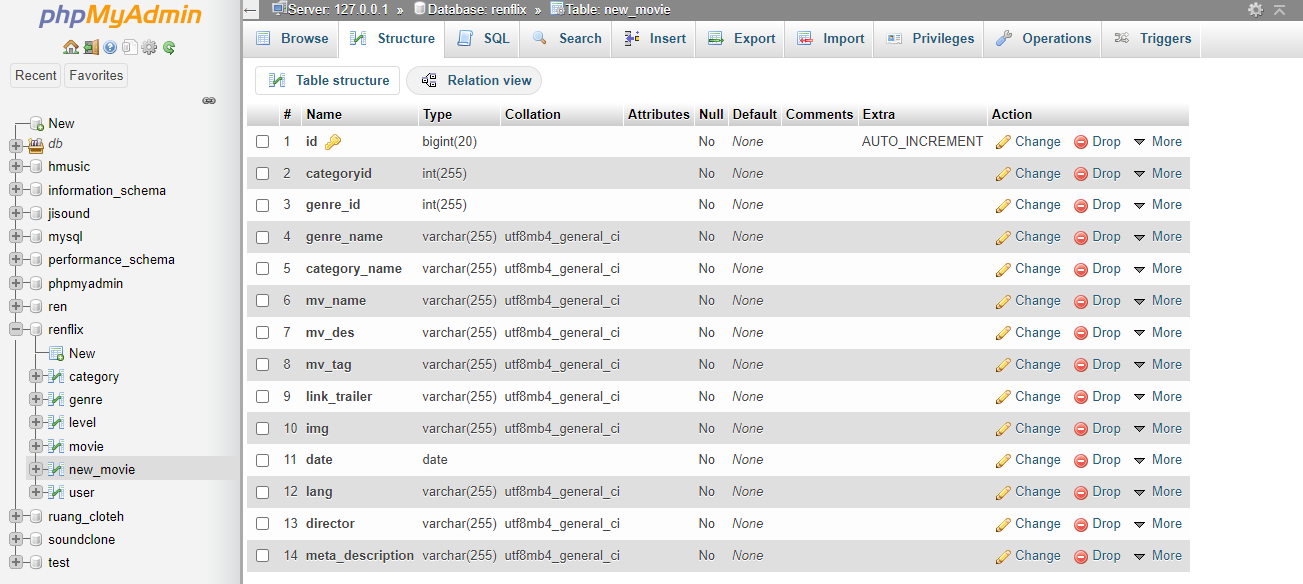 phpMyAdmin
Recent Favorites
New
db
hmusic
information_schema
jisound
mysql
performance_schema
phpmyadmin
ren
renflix
New
category
genre
level
movie
new_movie
user
ruang_cloteh
soundclone
test
Server: 127.0.0.1 » Database: renflix » Table: new_movie
Browse Structure SQL Search Insert Export Import Privileges Operations Triggers
Table structure Relation view
# Name Type Collation Attributes Null Default Comments Extra Action
1 id bigint(20) No None AUTO_INCREMENT Change Drop More
2 categoryid int(255) No None Change Drop More
3 genre_id int(255) No None Change Drop More
4 genre_name varchar(255) utf8mb4_general_ci No None Change Drop More
5 category_name varchar(255) utf8mb4_general_ci No None Change Drop More
6 mv_name varchar(255) utf8mb4_general_ci No None Change Drop More
7 mv_des varchar(255) utf8mb4_general_ci No None Change Drop More
8 mv_tag varchar(255) utf8mb4_general_ci No None Change Drop More
9 link_trailer varchar(255) utf8mb4_general_ci No None Change Drop More
10 img varchar(255) utf8mb4_general_ci No None Change Drop More
11 date date No None Change Drop More
12 lang varchar(255) utf8mb4_general_ci No None Change Drop More
13 director varchar(255) utf8mb4_general_ci No None Change Drop More
14 meta_description varchar(255) utf8mb4_general_ci No None Change Drop More